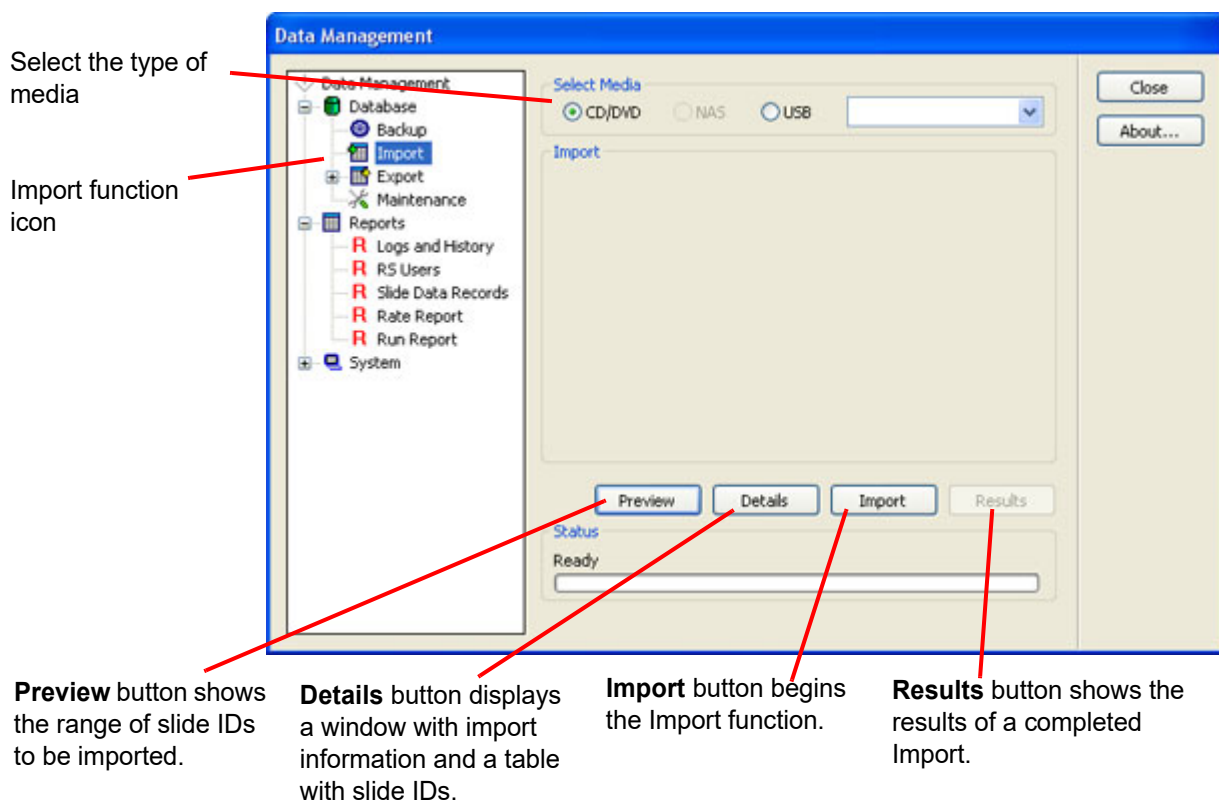 Data Management
Select the type of
media
Import function
icon
Data Management
Database
Backup
Import
Export
Maintenance
Reports
R Logs and History
R RS Users
R Slide Data Records
R Rate Report
R Run Report
System
Select Media
CD/DVD NAS USB
Import
Close
About...
Preview Details Import Results
Status
Ready
Preview button shows
the range of slide IDs
to be imported.
Details button displays
a window with import
information and a table
with slide IDs.
Import button begins
the Import function.
Results button shows the
results of a completed
Import.